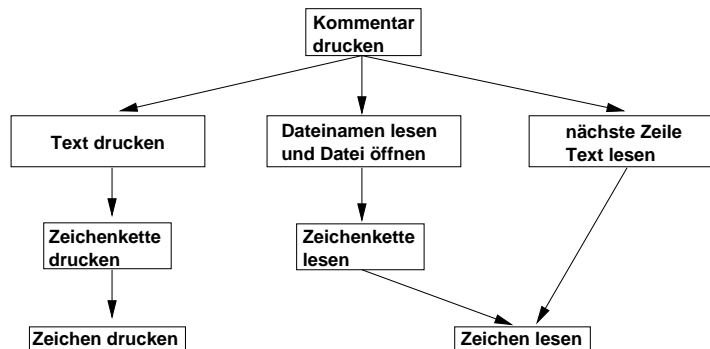 Kommentar
drucken
Text drucken
Dateinamen lesen
und Datei öffnen
nächste Zeile
Text lesen
Zeichenkette
drucken
Zeichenkette
lesen
Zeichen drucken
Zeichen lesen